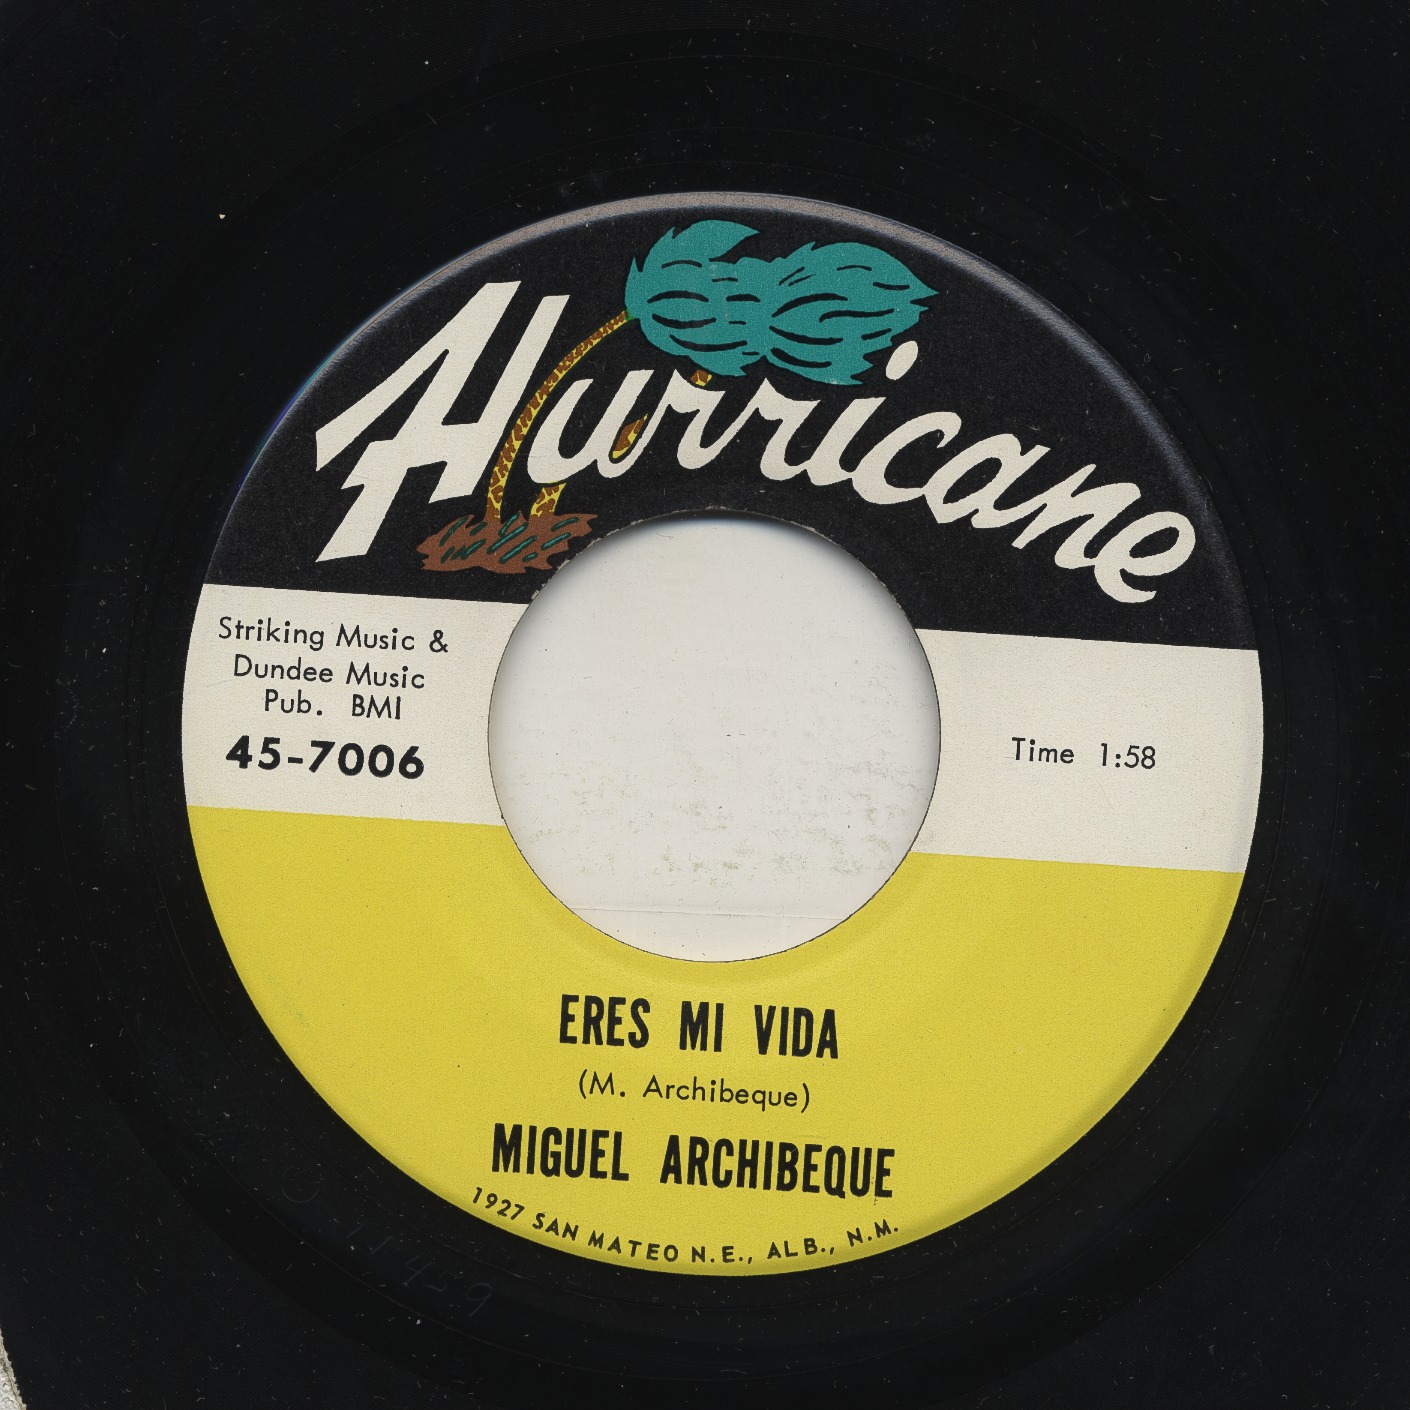 Hurricane
Striking Music &
Dundee Music
Pub. BMI
45-7006
Time 1:58
ERES MI VIDA
(M. Archibeque)
MIGUEL ARCHIBEQUE
1927 SAN MATEO N.E., ALB., N.M.